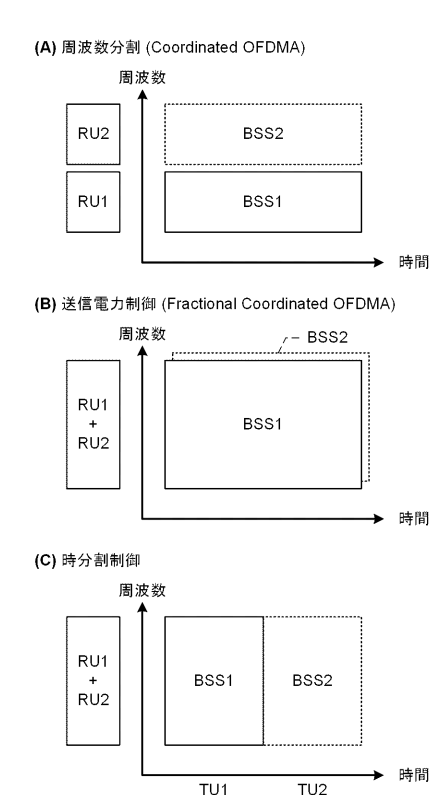 (A) 周波数分割 (Coordinated OFDMA)
周波数
RU2
BSS2
RU1
BSS1
時間
(B) 送信電力制御 (Fractional Coordinated OFDMA)
周波数
BSS2
RU1
+
RU2
BSS1
時間
(C) 時分割制御
周波数
RU1
+
RU2
BSS1
BSS2
時間
TU1
TU2